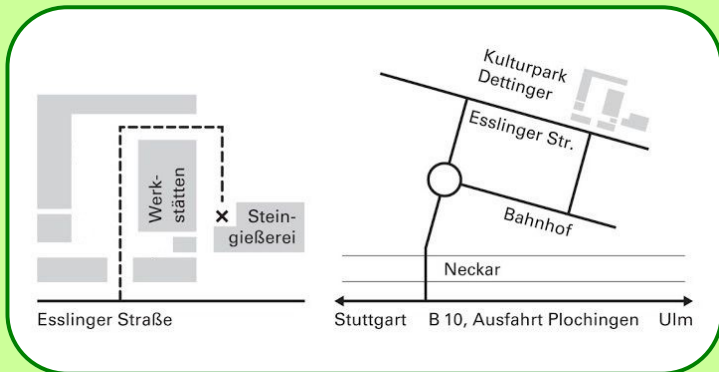 Werk-
stätten
Stein-
gießerei
Esslinger Straße
Kulturpark
Dettinger
Esslinger Str.
Bahnhof
Neckar
Stuttgart B 10, Ausfahrt Plochingen Ulm